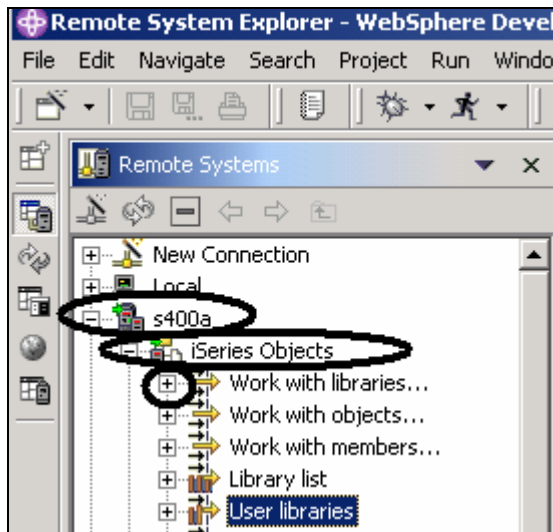 Remote System Explorer - WebSphere Devel
File Edit Navigate Search Project Run Windo
Remote Systems
New Connection
Local
s400a
iSeries Objects
Work with libraries...
Work with objects...
Work with members...
Library list
User libraries